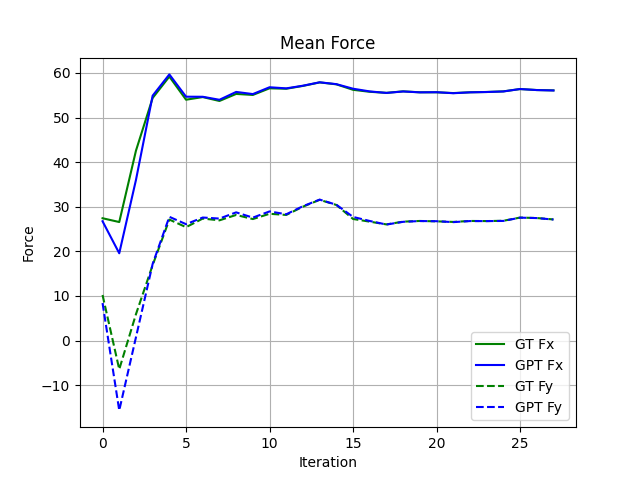 Mean Force
60
50
40
30
20
10
0
−10
Force
0 5 10 15 20 25
Iteration
GT Fx
GPT Fx
GT Fy
GPT Fy